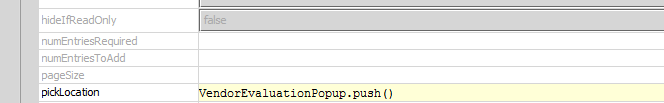 hideIfReadOnly false
numEntriesRequired
numEntriesToAdd
pageSize
pickLocation VendorEvaluationPopup.push()